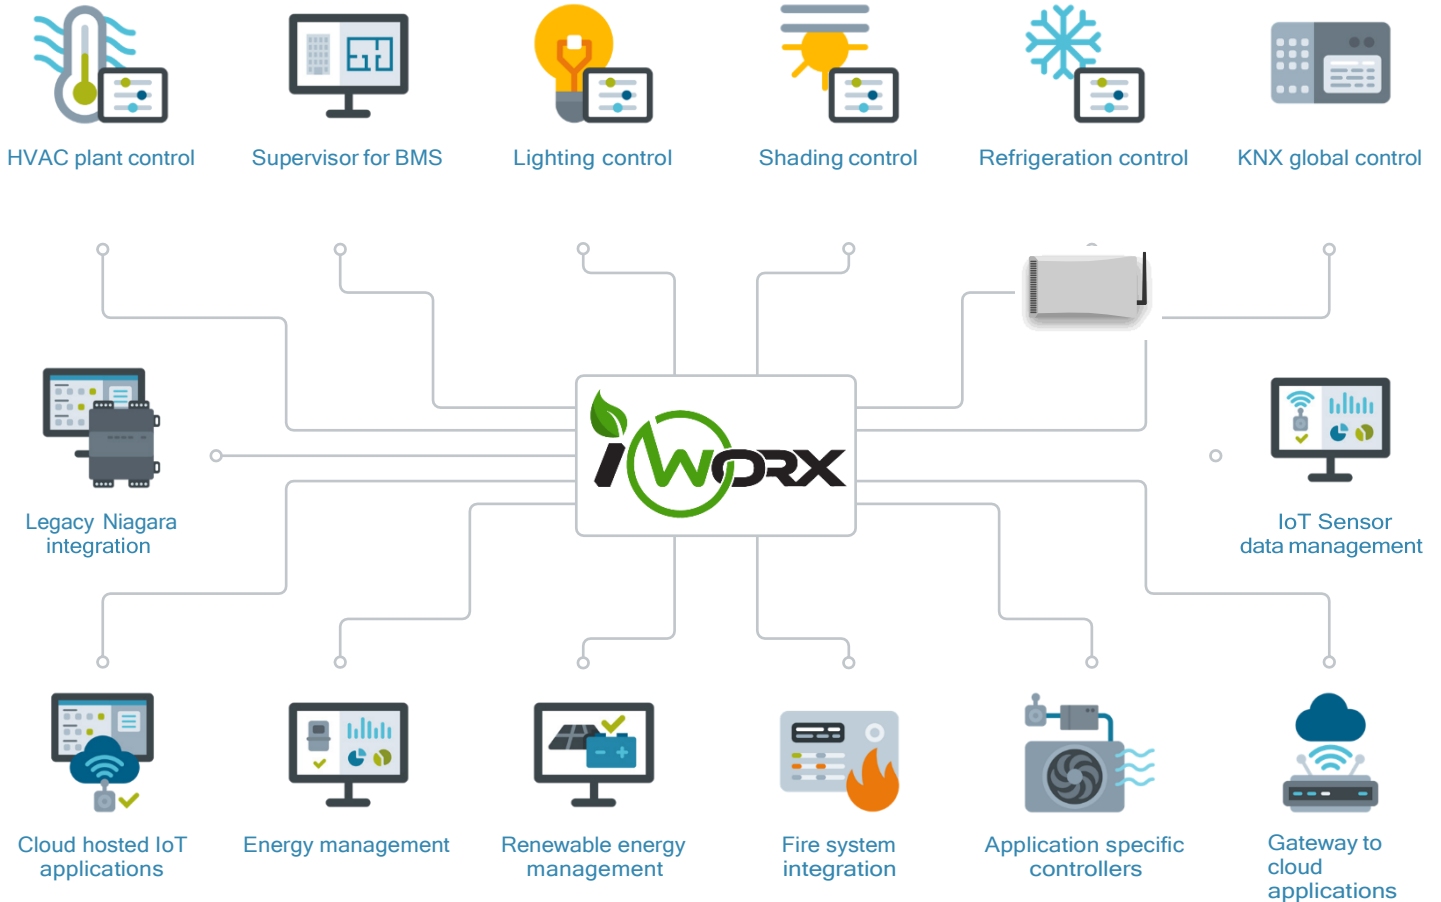 HVAC plant control
Supervisor for BMS
Lighting control
Shading control
Refrigeration control
KNX global control
iWORX
Legacy Niagara
integration
IoT Sensor
data management
Cloud hosted IoT
applications
Energy management
Renewable energy
management
Fire system
integration
Application specific
controllers
Gateway to
cloud
applications